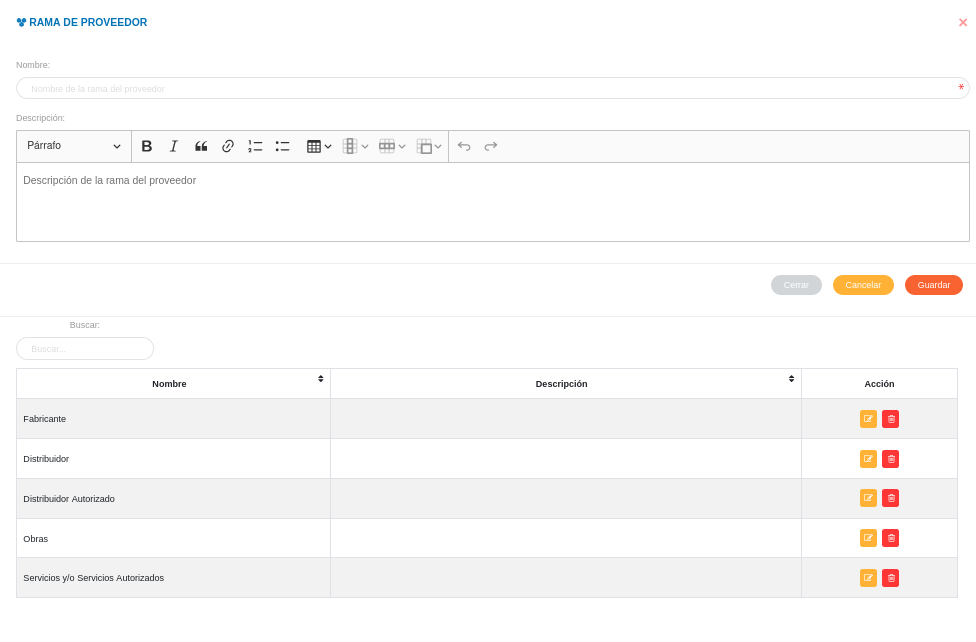 RAMA DE PROVEEDOR
×
Nombre:
Nombre de la rama del proveedor *
Descripción:
Párrafo B I
Descripción de la rama del proveedor
Cerrar Cancelar Guardar
Buscar:
Buscar...
Nombre Descripción Acción
Fabricante
Distribuidor
Distribuidor Autorizado
Obras
Servicios y/o Servicios Autorizados